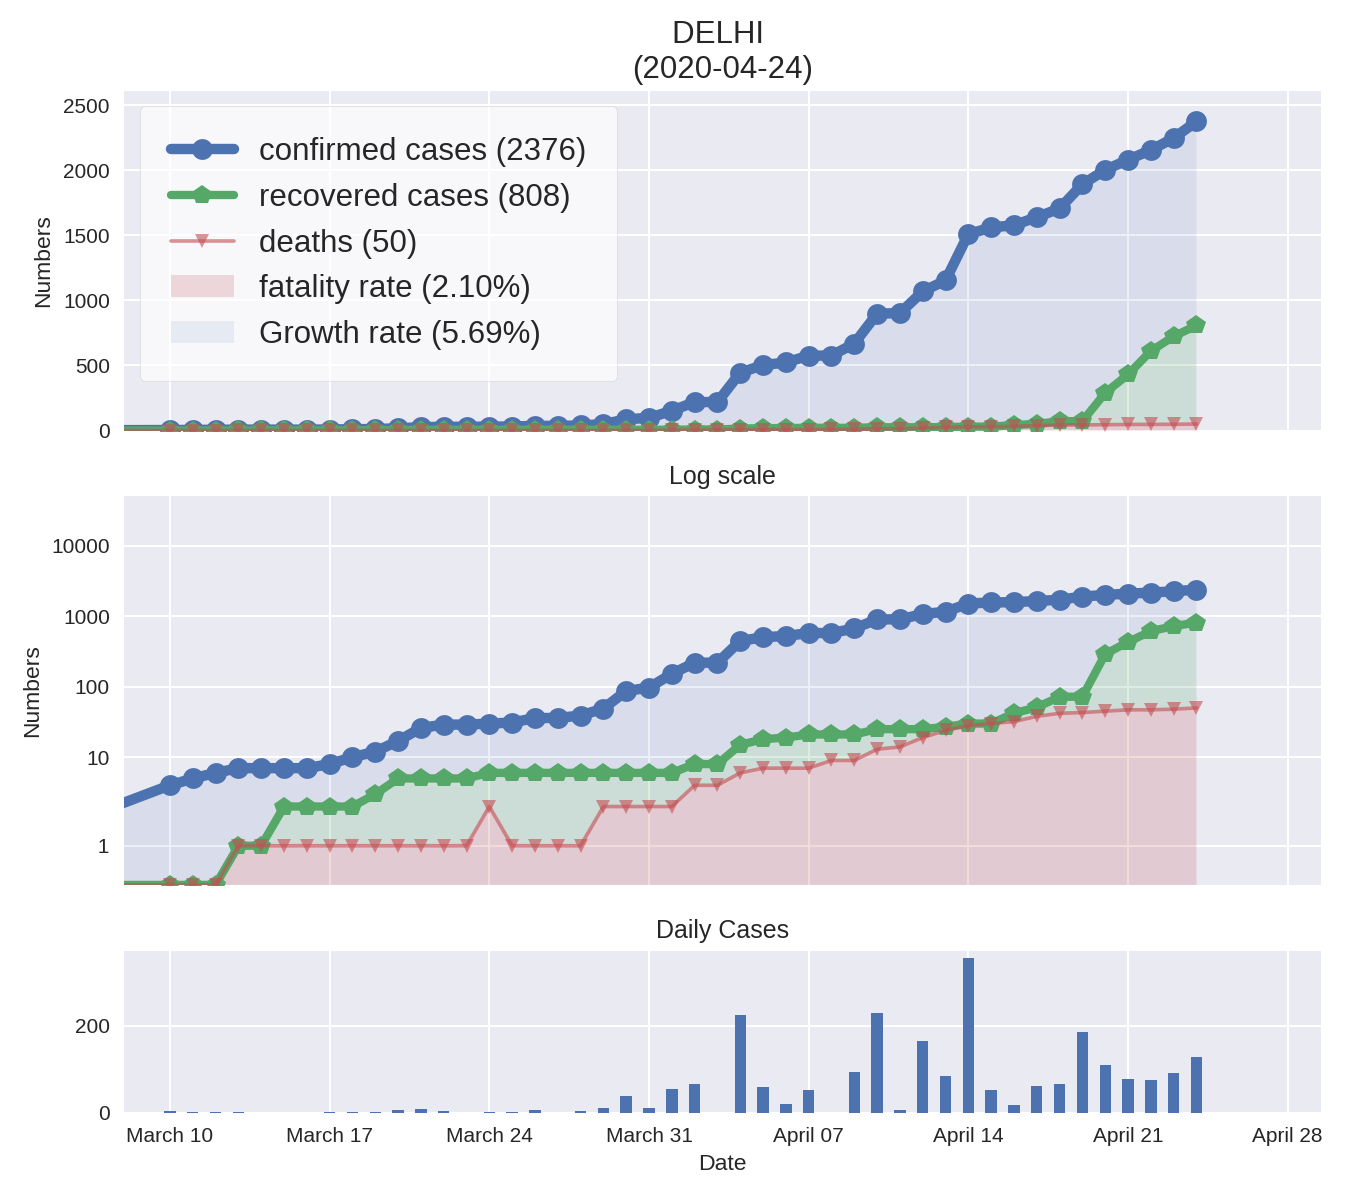 DELHI
(2020-04-24)
2500
2000
1500
1000
500
0
Numbers
confirmed cases (2376)
recovered cases (808)
deaths (50)
fatality rate (2.10%)
Growth rate (5.69%)
Log scale
10000
1000
100
10
1
Numbers
Daily Cases
200
0
March 10 March 17 March 24 March 31 April 07 April 14 April 21 April 28
Date